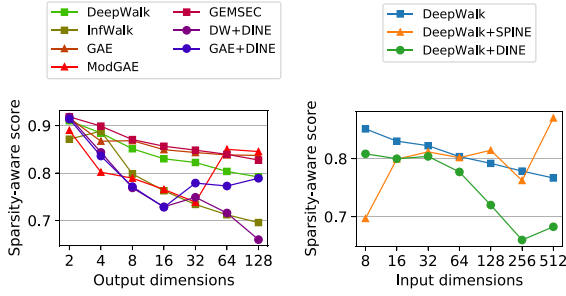 DeepWalk
InfWalk
GAE
ModGAE
GEMSEC
DW+DINE
GAE+DINE
Sparsity-aware score
0.9
0.8
0.7
2 4 8 16 32 64 128
Output dimensions
DeepWalk
DeepWalk+SPINE
DeepWalk+DINE
Sparsity-aware score
0.8
0.7
8 16 32 64 128 256 512
Input dimensions